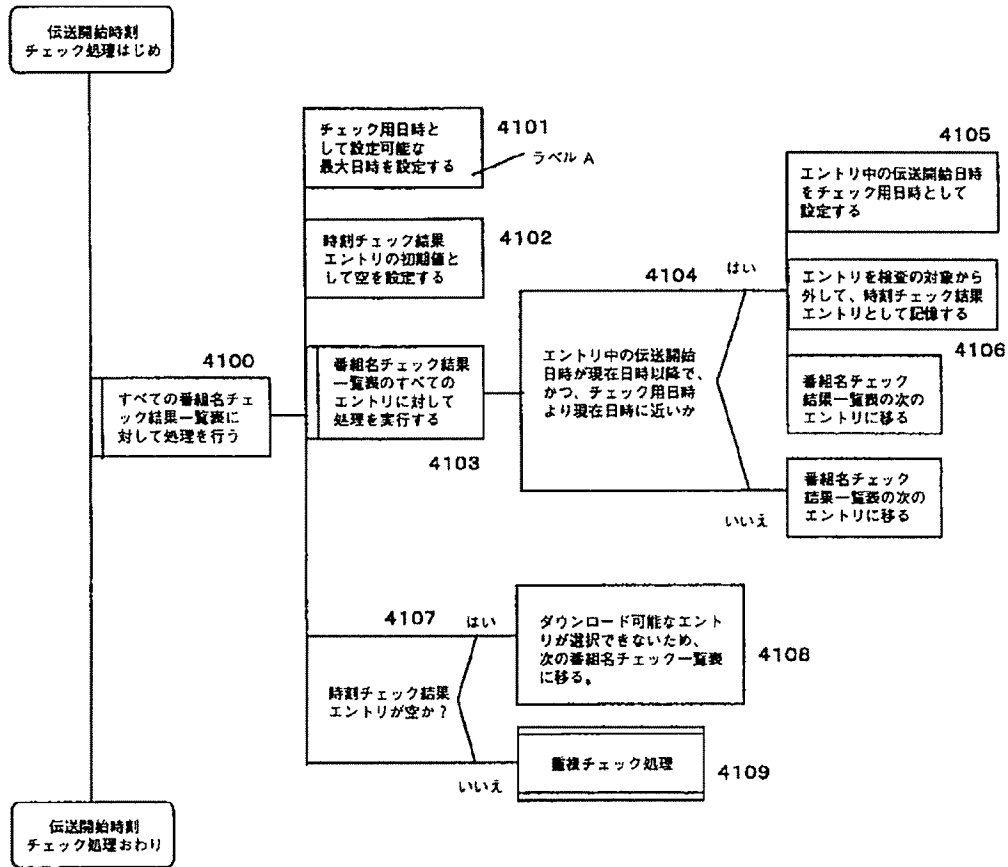 伝送開始時刻
チェック処理はじめ
チェック用日時と
して設定可能な
最大日時を設定する
4101
ラベル A
時刻チェック結果
エントリの初期値と
して空を設定する
4102
4100
すべての番組名チェ
ック結果一覧表に
対して処理を行う
番組名チェック結果
一覧表のすべての
エントリに対して
処理を実行する
4103
4104
はい
エントリ中の伝送開始
日時が現在日時以降で、
かつ、チェック用日時
より現在日時に近いか
いいえ
4105
エントリ中の伝送開始日時
をチェック用日時として
設定する
エントリを検査の対象から
外して、時刻チェック結果
エントリとして記憶する
4106
番組名チェック
結果一覧表の次の
エントリに移る
番組名チェック
結果一覧表の次の
エントリに移る
4107
はい
時刻チェック結果
エントリが空か？
いいえ
ダウンロード可能なエント
リが選択できないため、
次の番組名チェック一覧表
に移る。
4108
重複チェック処理
4109
伝送開始時刻
チェック処理おわり